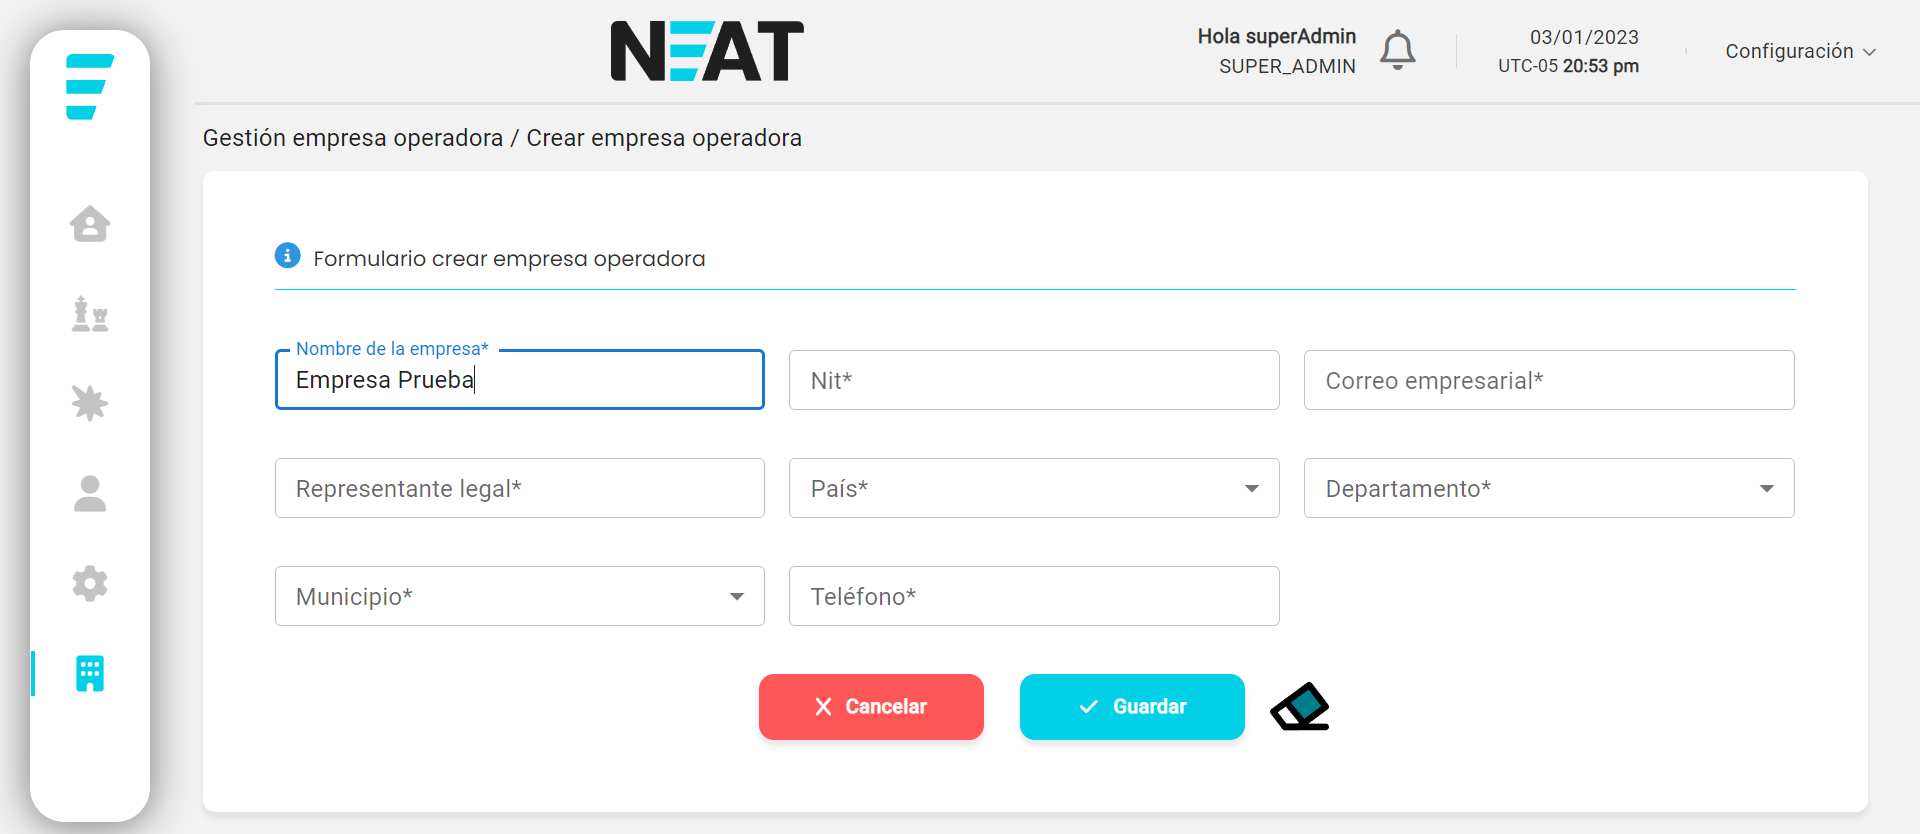 NEAT
Hola superAdmin
SUPER_ADMIN
03/01/2023
UTC-05 20:53 pm
Configuración
Gestión empresa operadora / Crear empresa operadora
Formulario crear empresa operadora
Nombre de la empresa*
Empresa Prueba
Nit*
Correo empresarial*
Representante legal*
País*
Departamento*
Municipio*
Teléfono*
Cancelar
Guardar